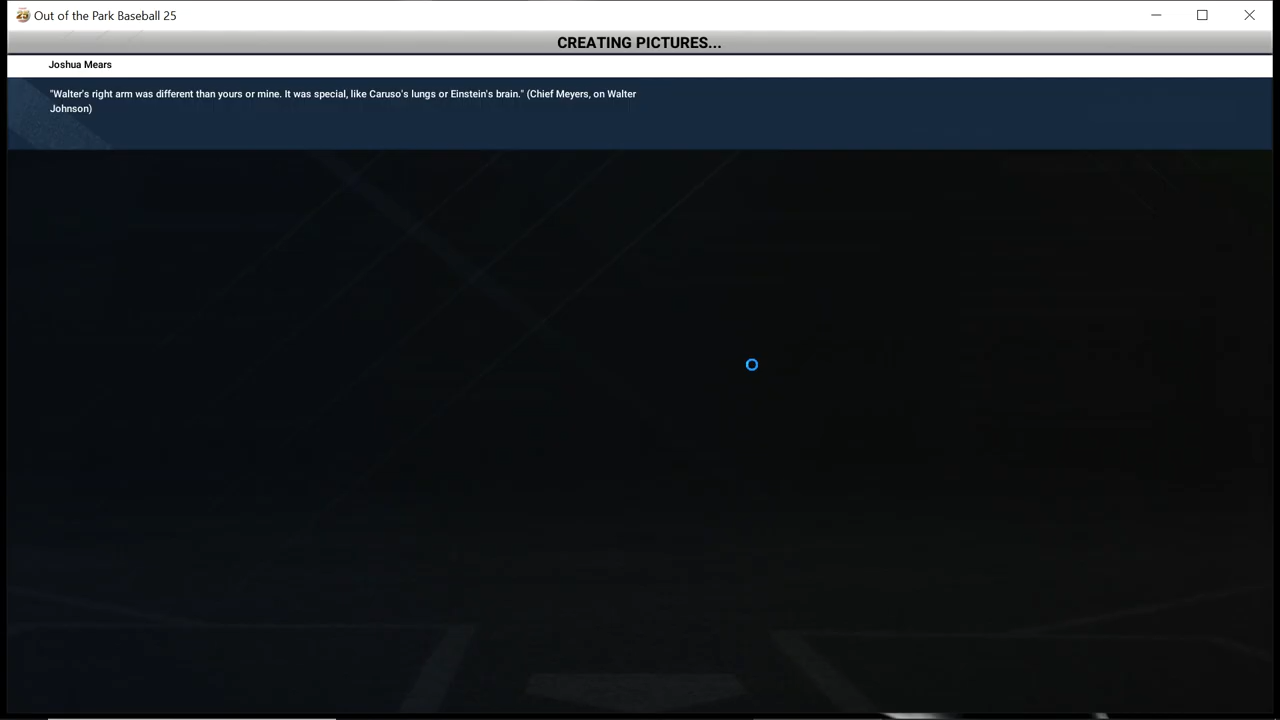 Out of the Park Baseball 25
CREATING PICTURES...
Joshua Mears
"Walter's right arm was different than yours or mine. It was special, like Caruso's lungs or Einstein's brain." (Chief Meyers, on Walter
Johnson)